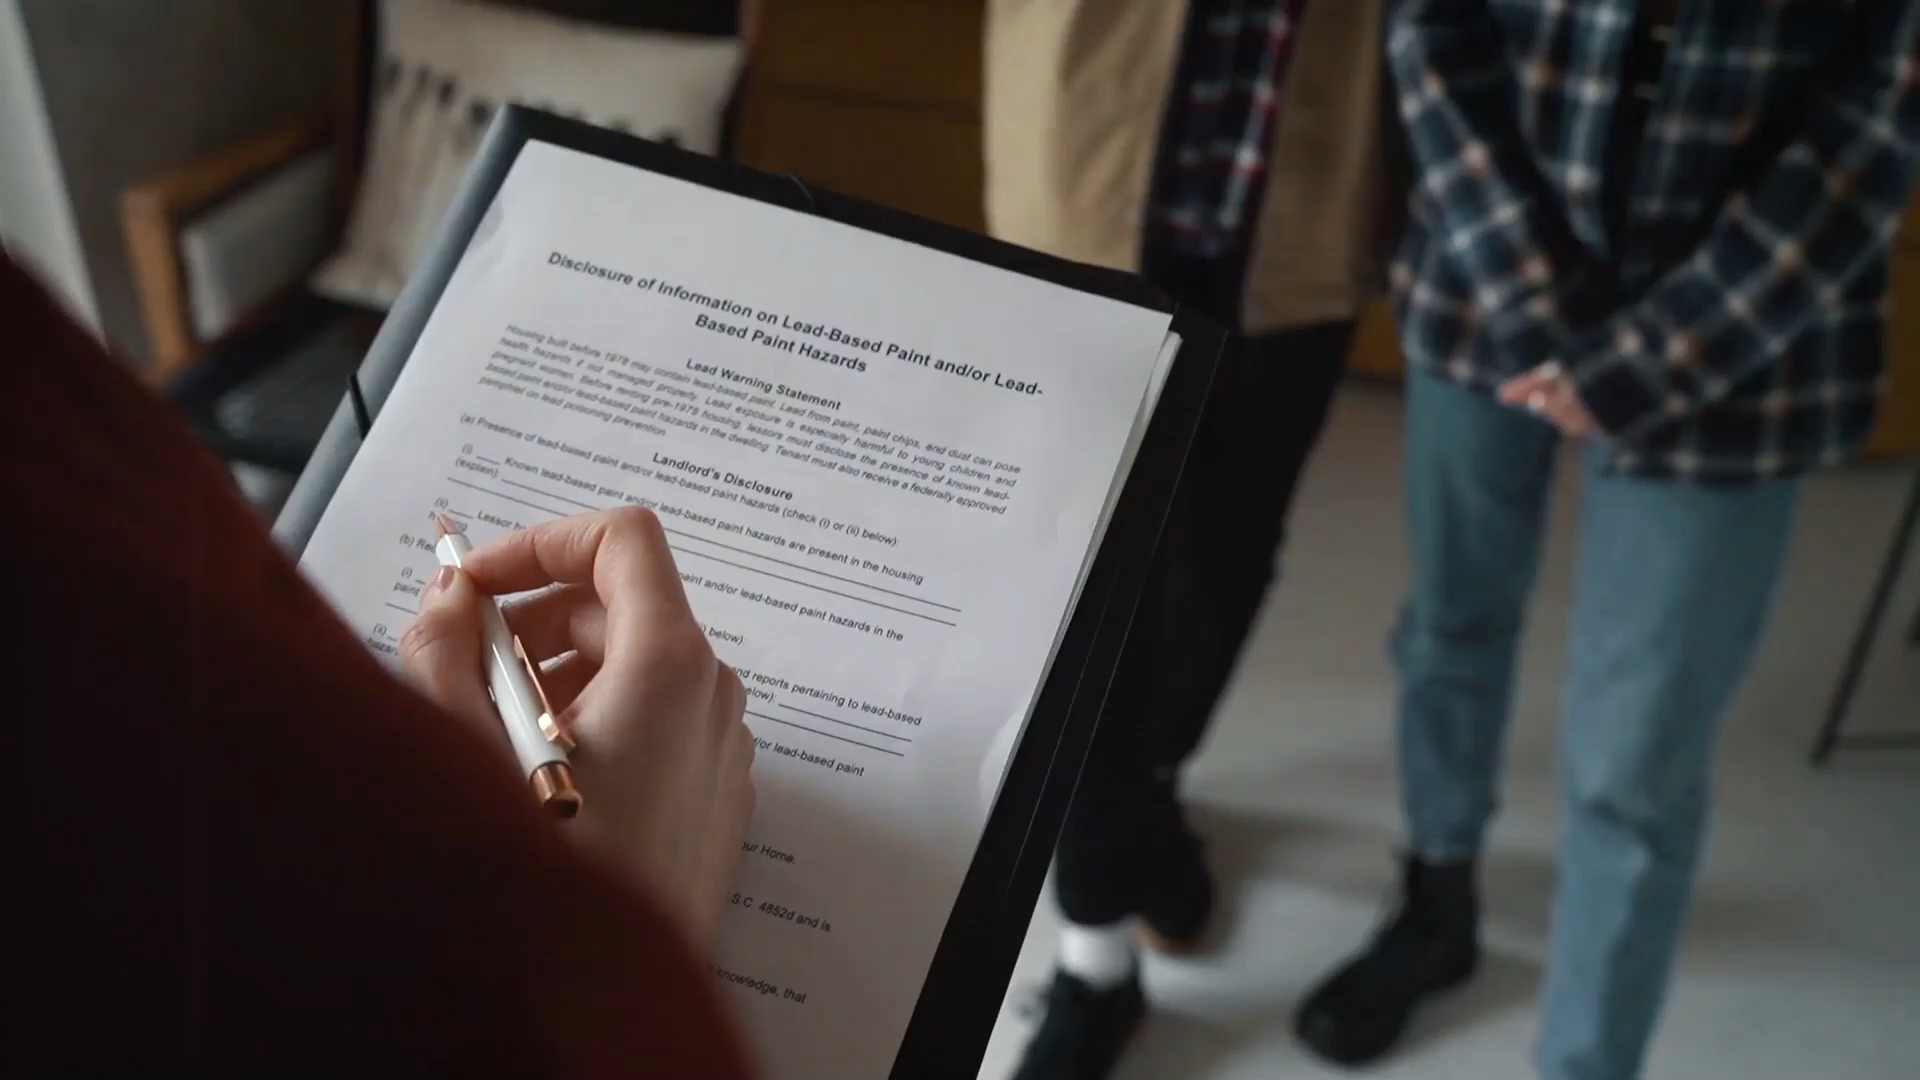 Disclosure of Information on Lead-Based Paint and/or Lead-
Based Paint Hazards
Lead Warning Statement
Housing built before 1978 may contain lead-based paint. Lead from paint, paint chips, and dust can pose
health hazards if not managed properly. Lead exposure is especially harmful to young children and
pregnant women. Before renting pre-1978 housing, lessors must disclose the presence of known lead-
based paint and/or lead-based paint hazards in the dwelling. Tenant must also receive a federally approved
pamphlet on lead poisoning prevention.
Landlord's Disclosure
(a) Presence of lead-based paint and/or lead-based paint hazards (check (i) or (ii) below):
(i) ____ Known lead-based paint and/or lead-based paint hazards are present in the housing
(explain):
(ii) ____ Lessor paint and/or lead-based paint hazards in the
(b) below):
(i) and reports pertaining to lead-based
paint below):
(ii) /or lead-based paint
Home.
4852d and is
knowledge, that